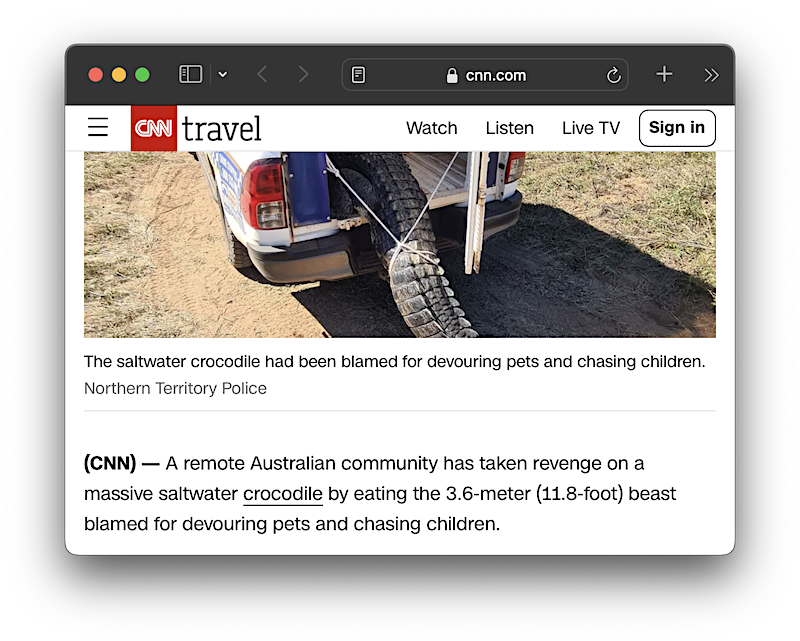 cnn.com
CNN travel
Watch Listen Live TV Sign in
The saltwater crocodile had been blamed for devouring pets and chasing children.
Northern Territory Police
(CNN) — A remote Australian community has taken revenge on a
massive saltwater crocodile by eating the 3.6-meter (11.8-foot) beast
blamed for devouring pets and chasing children.